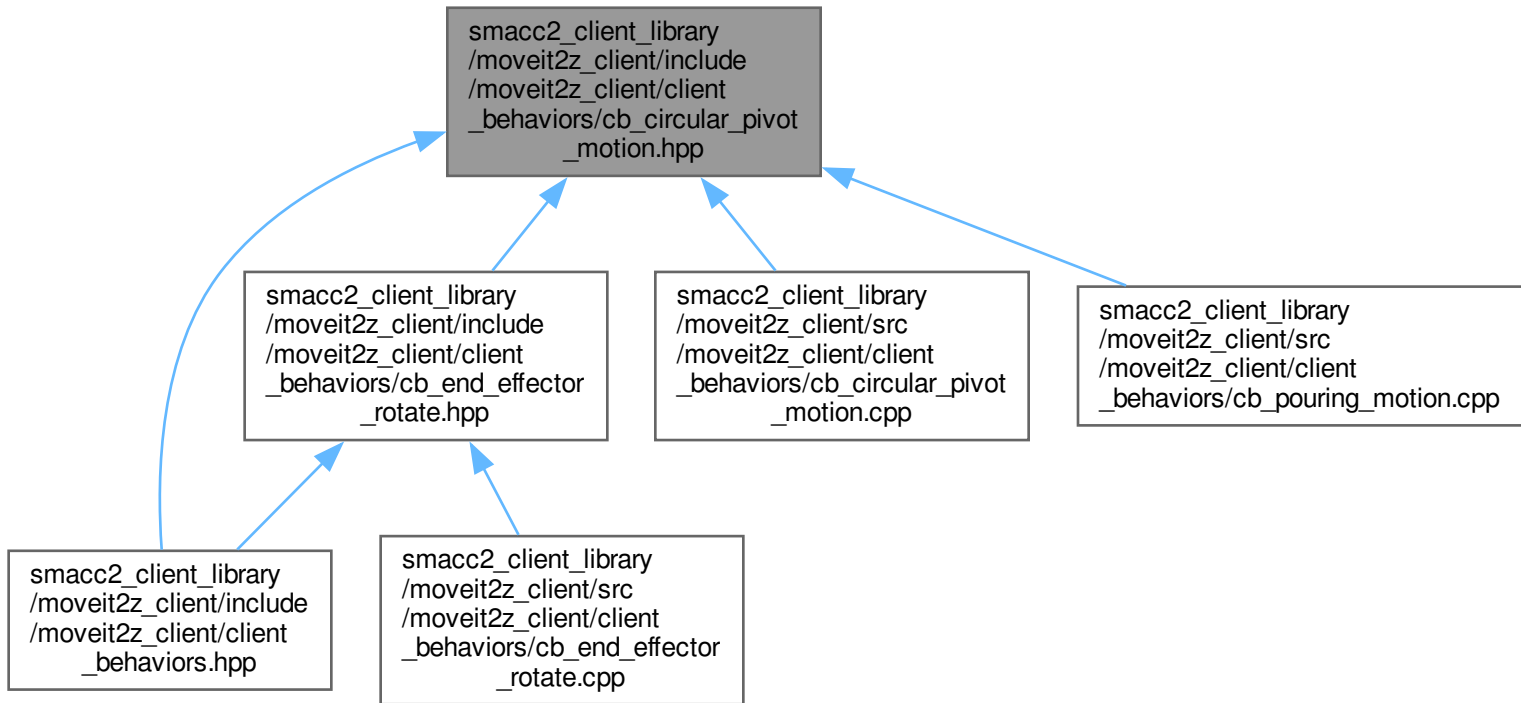 smacc2_client_library
/moveit2z_client/include
/moveit2z_client/client
_behaviors/cb_circular_pivot
_motion.hpp
smacc2_client_library
/moveit2z_client/include
/moveit2z_client/client
_behaviors/cb_end_effector
_rotate.hpp
smacc2_client_library
/moveit2z_client/src
/moveit2z_client/client
_behaviors/cb_circular_pivot
_motion.cpp
smacc2_client_library
/moveit2z_client/src
/moveit2z_client/client
_behaviors/cb_pouring_motion.cpp
smacc2_client_library
/moveit2z_client/include
/moveit2z_client/client
_behaviors.hpp
smacc2_client_library
/moveit2z_client/src
/moveit2z_client/client
_behaviors/cb_end_effector
_rotate.cpp